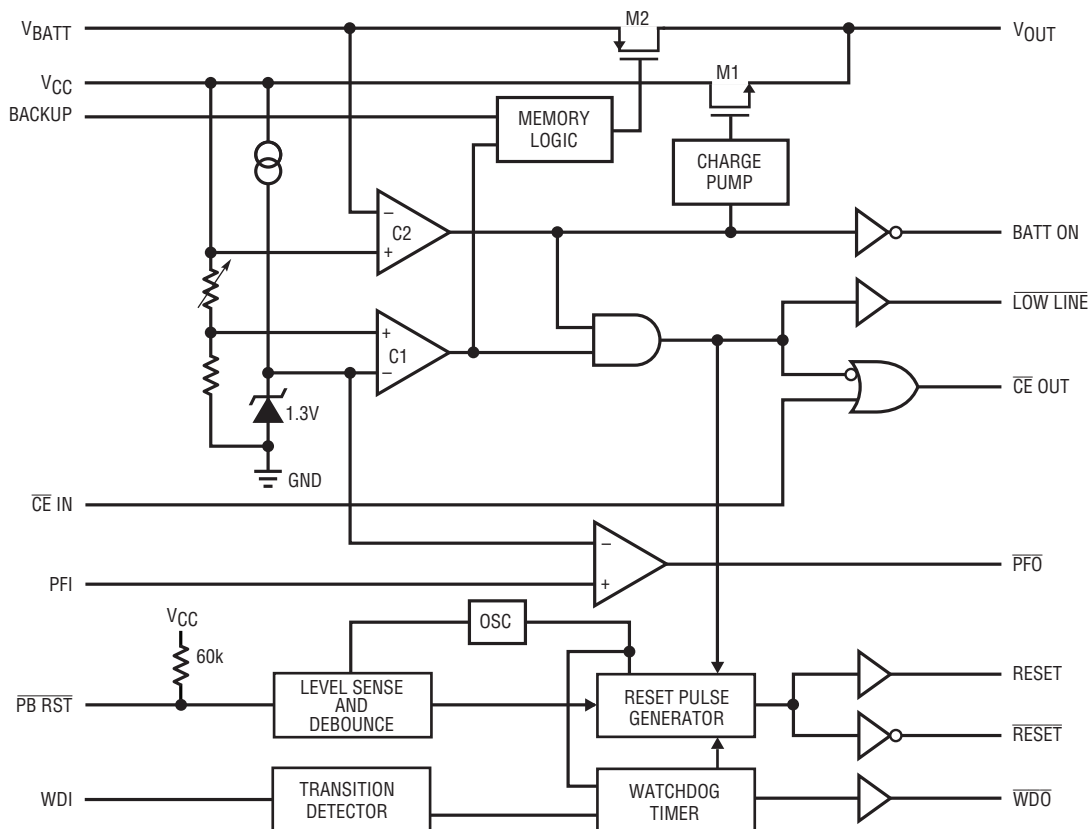 M2
VBATT
VOUT
VCC
M1
BACKUP
MEMORY
LOGIC
CHARGE
PUMP
–
C2
+
BATT ON
LOW LINE
+
C1
–
CE OUT
1.3V
GND
CE IN
–
PFO
PFI
+
VCC
OSC
60k
LEVEL SENSE
AND
DEBOUNCE
RESET PULSE
GENERATOR
RESET
PB RST
RESET
TRANSITION
DETECTOR
WATCHDOG
TIMER
WDI
WDO